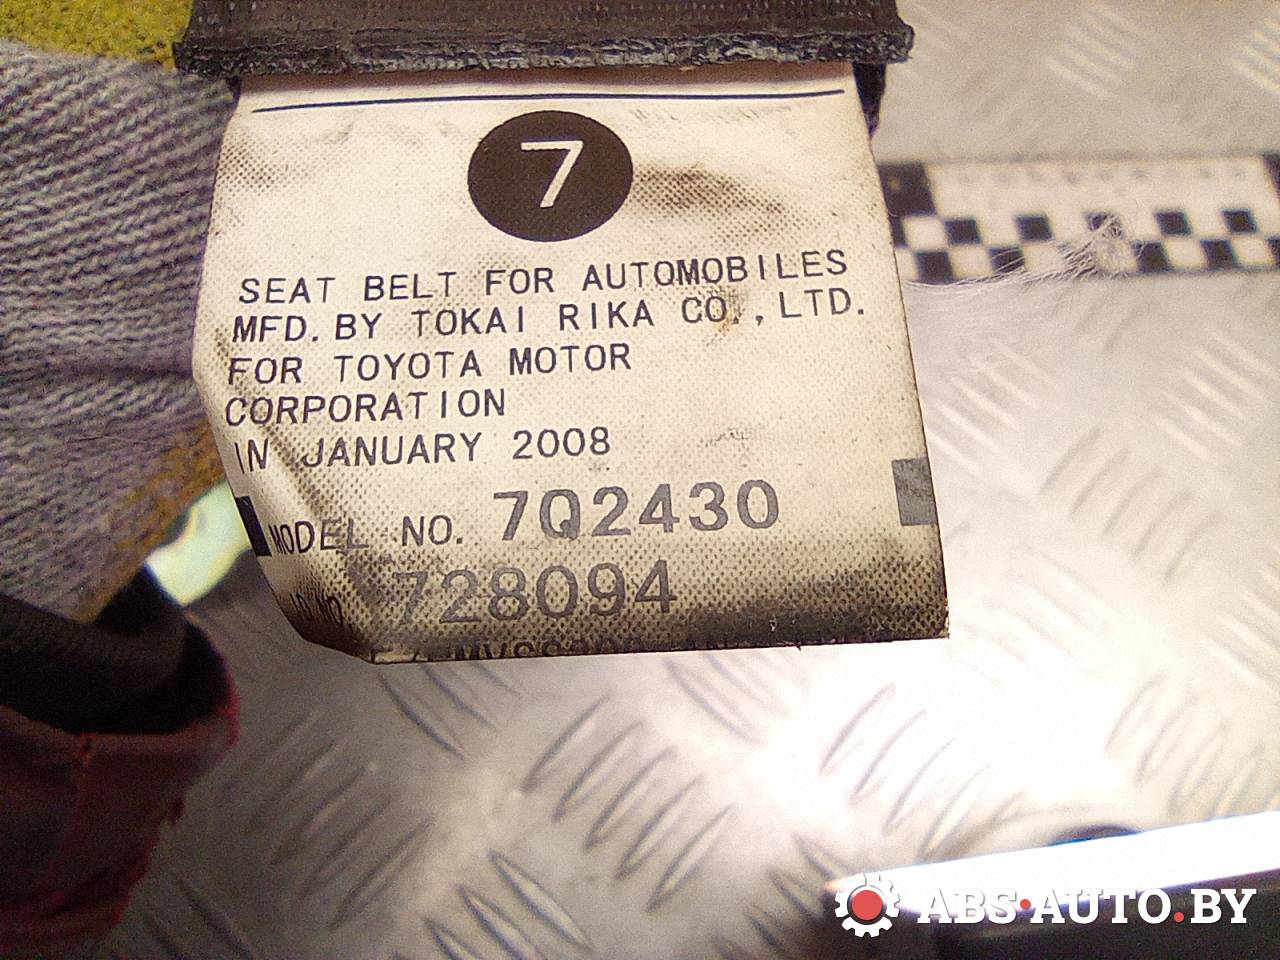 7
SEAT BELT FOR AUTOMOBILES
MFD. BY TOKAI RIKA CO., LTD.
FOR TOYOTA MOTOR
CORPORATION
IN JANUARY 2008
MODEL NO. 7Q2430
NO. 728094
ABS·AUTO.BY